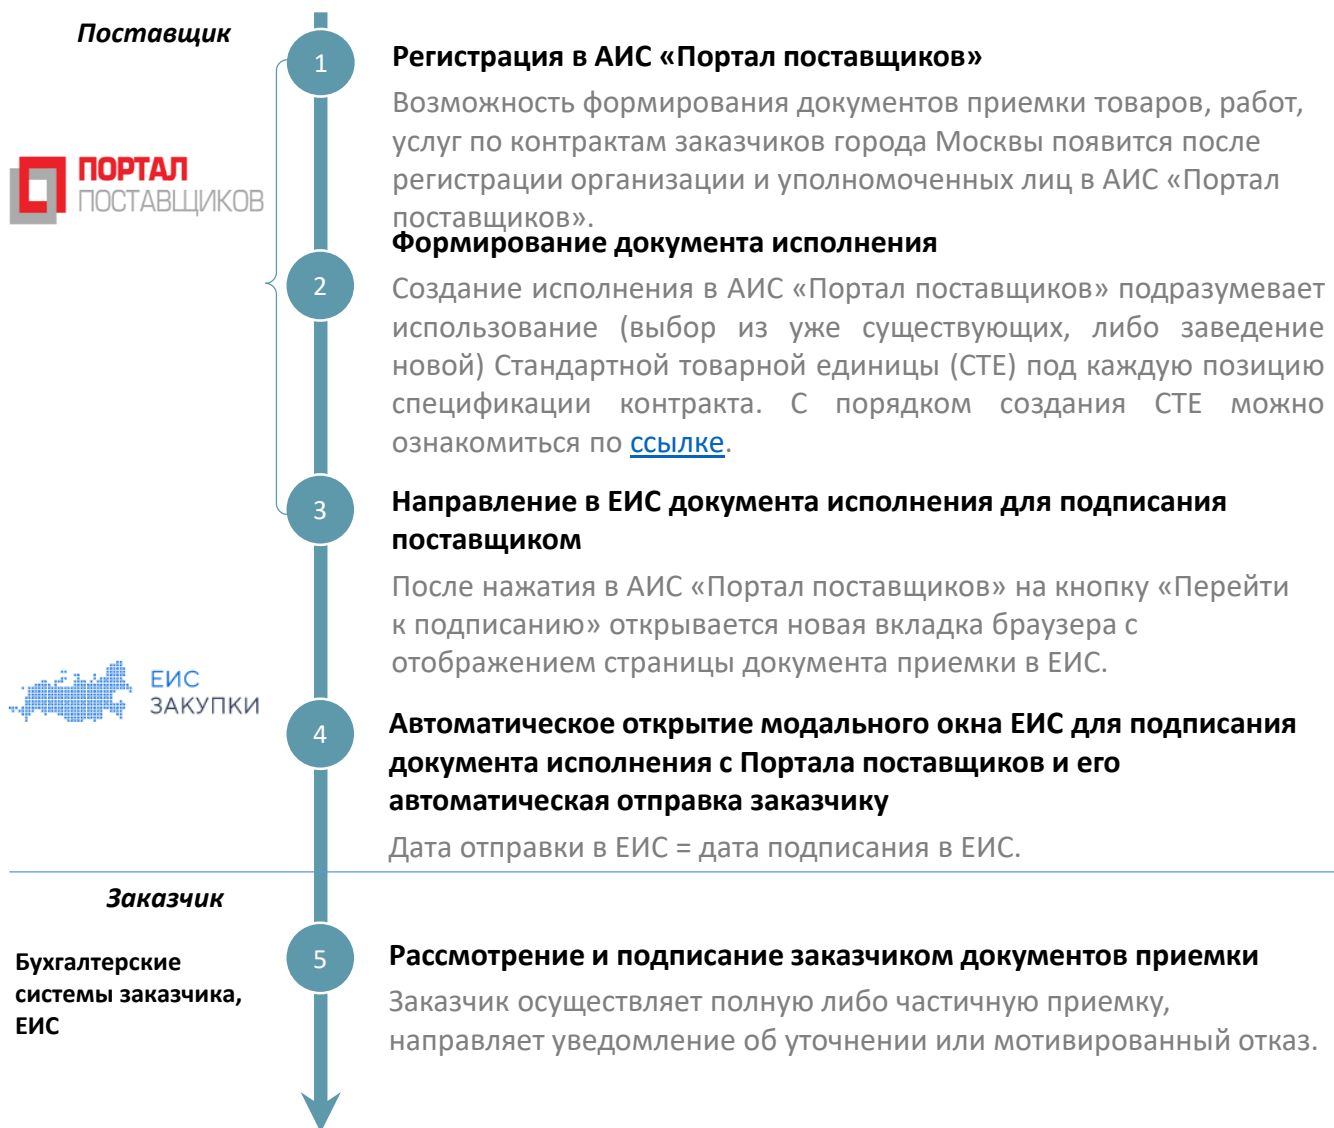 Поставщик
1
Регистрация в АИС «Портал поставщиков»
Возможность формирования документов приемки товаров, работ,
услуг по контрактам заказчиков города Москвы появится после
регистрации организации и уполномоченных лиц в АИС «Портал
поставщиков».
ПОРТАЛ
ПОСТАВЩИКОВ
2
Формирование документа исполнения
Создание исполнения в АИС «Портал поставщиков» подразумевает
использование (выбор из уже существующих, либо заведение
новой) Стандартной товарной единицы (СТЕ) под каждую позицию
спецификации контракта. С порядком создания СТЕ можно
ознакомиться по ссылке.
3
Направление в ЕИС документа исполнения для подписания
поставщиком
После нажатия в АИС «Портал поставщиков» на кнопку «Перейти
к подписанию» открывается новая вкладка браузера с
отображением страницы документа приемки в ЕИС.
ЕИС
ЗАКУПКИ
4
Автоматическое открытие модального окна ЕИС для подписания
документа исполнения с Портала поставщиков и его
автоматическая отправка заказчику
Дата отправки в ЕИС = дата подписания в ЕИС.
Заказчик
Бухгалтерские
системы заказчика,
ЕИС
5
Рассмотрение и подписание заказчиком документов приемки
Заказчик осуществляет полную либо частичную приемку,
направляет уведомление об уточнении или мотивированный отказ.